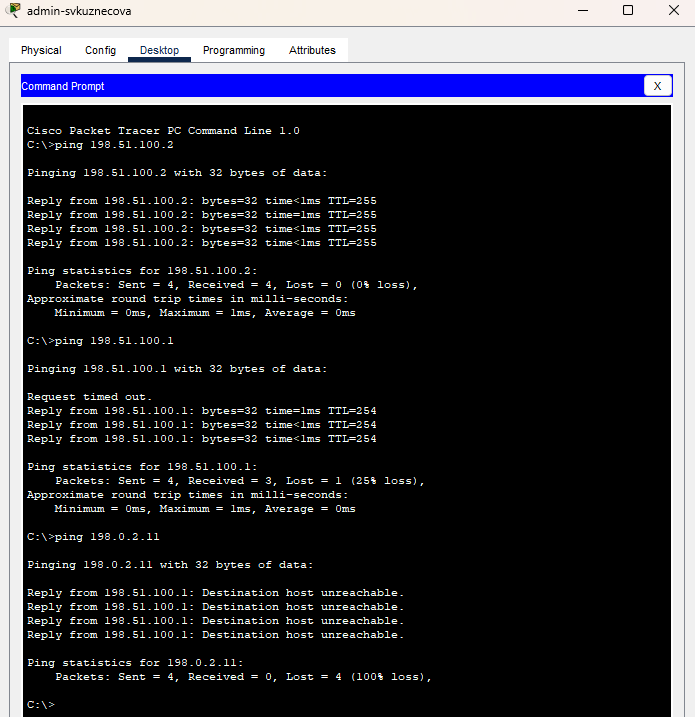 admin-svkuznecova
Physical Config Desktop Programming Attributes
Command Prompt
X
Cisco Packet Tracer PC Command Line 1.0
C:\>ping 198.51.100.2
Pinging 198.51.100.2 with 32 bytes of data:
Reply from 198.51.100.2: bytes=32 time<1ms TTL=255
Reply from 198.51.100.2: bytes=32 time<1ms TTL=255
Reply from 198.51.100.2: bytes=32 time<1ms TTL=255
Reply from 198.51.100.2: bytes=32 time<1ms TTL=255
Ping statistics for 198.51.100.2:
    Packets: Sent = 4, Received = 4, Lost = 0 (0% loss),
Approximate round trip times in milli-seconds:
    Minimum = 0ms, Maximum = 1ms, Average = 0ms
C:\>ping 198.51.100.1
Pinging 198.51.100.1 with 32 bytes of data:
Request timed out.
Reply from 198.51.100.1: bytes=32 time=1ms TTL=254
Reply from 198.51.100.1: bytes=32 time<1ms TTL=254
Reply from 198.51.100.1: bytes=32 time<1ms TTL=254
Ping statistics for 198.51.100.1:
    Packets: Sent = 4, Received = 3, Lost = 1 (25% loss),
Approximate round trip times in milli-seconds:
    Minimum = 0ms, Maximum = 1ms, Average = 0ms
C:\>ping 198.0.2.11
Pinging 198.0.2.11 with 32 bytes of data:
Reply from 198.51.100.1: Destination host unreachable.
Reply from 198.51.100.1: Destination host unreachable.
Reply from 198.51.100.1: Destination host unreachable.
Reply from 198.51.100.1: Destination host unreachable.
Ping statistics for 198.0.2.11:
    Packets: Sent = 4, Received = 0, Lost = 4 (100% loss),
C:\>